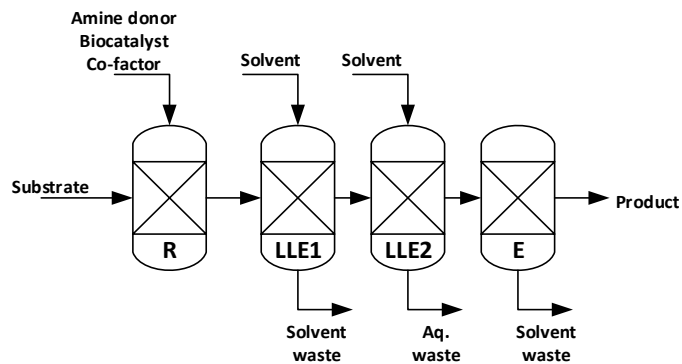 Amine donor
Biocatalyst
Co-factor
Solvent
Solvent
Substrate
Product
R
LLE1
LLE2
E
Solvent
waste
Aq.
waste
Solvent
waste